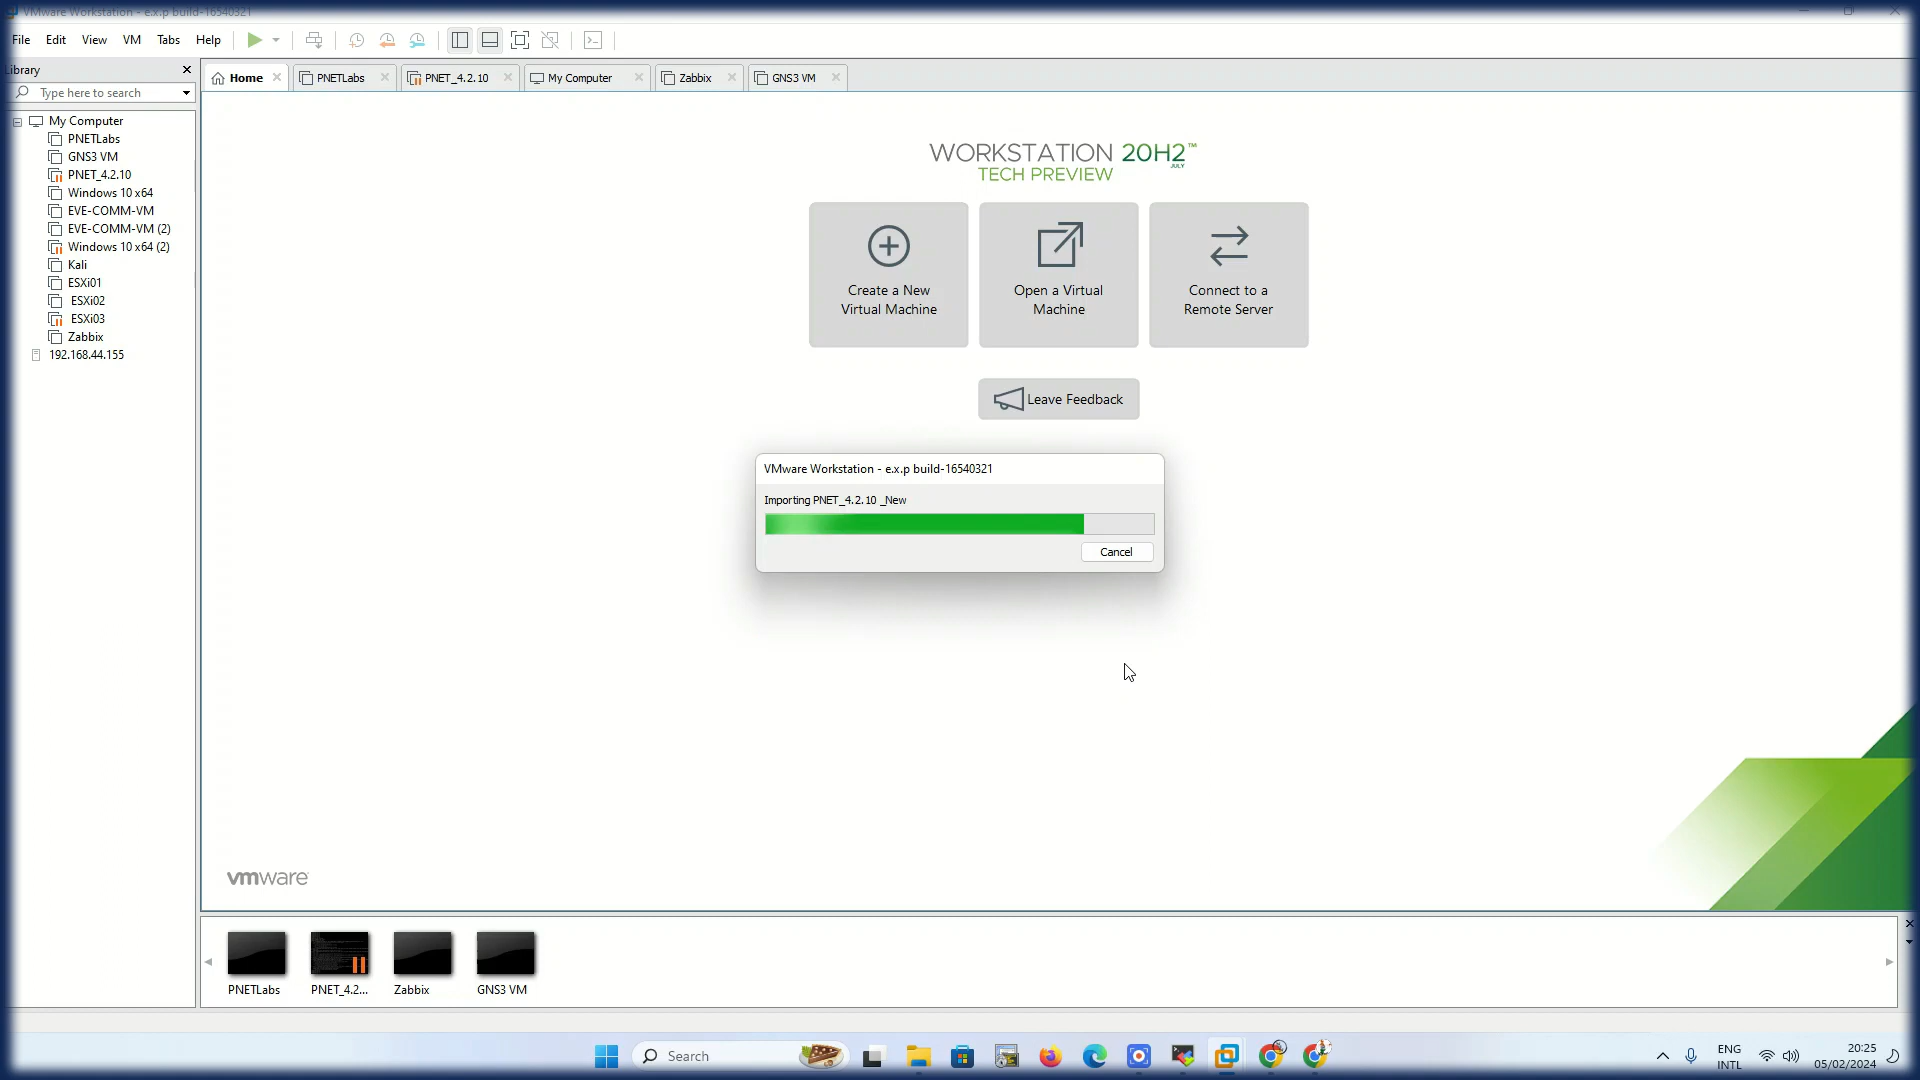 VMware Workstation - e.x.p build-16540321
File Edit View VM Tabs Help
Library
Type here to search
Home
PNETLabs
PNET_4.2.10
My Computer
Zabbix
GNS3 VM
My Computer
PNETLabs
GNS3 VM
PNET_4.2.10
Windows 10 x64
EVE-COMM-VM
EVE-COMM-VM (2)
Windows 10 x64 (2)
Kali
ESXi01
ESXi02
ESXi03
Zabbix
192.168.44.155
WORKSTATION 20H2™
JULY
TECH PREVIEW
Create a New
Virtual Machine
Open a Virtual
Machine
Connect to a
Remote Server
Leave Feedback
VMware Workstation - e.x.p build-16540321
Importing PNET_4.2.10 _New
Cancel
vmware
PNETLabs
PNET_4.2...
Zabbix
GNS3 VM
Search
ENG
INTL
20:25
05/02/2024